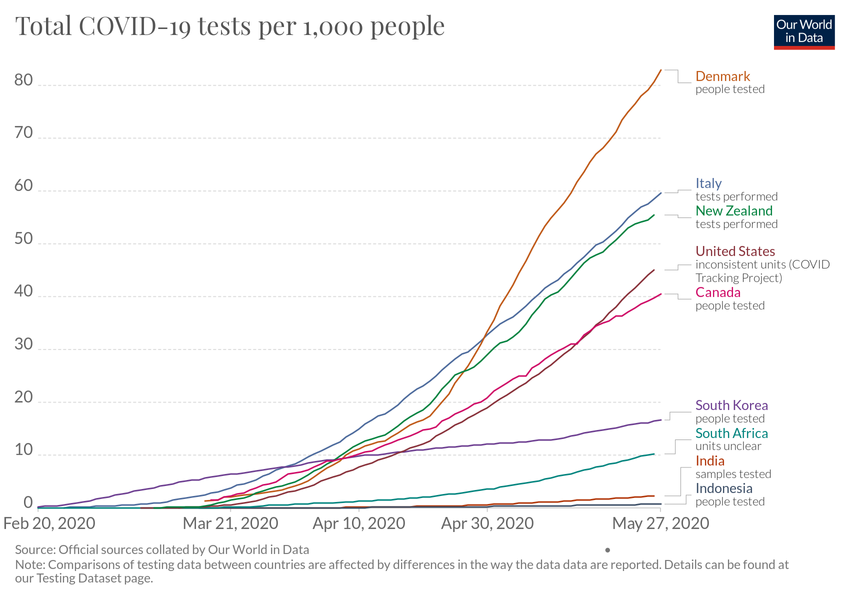 Total COVID-19 tests per 1,000 people
Our World
in Data
80
70
60
50
40
30
20
10
0
Feb 20, 2020
Mar 21, 2020
Apr 10, 2020
Apr 30, 2020
May 27, 2020
Denmark
people tested
Italy
tests performed
New Zealand
tests performed
United States
inconsistent units (COVID
Tracking Project)
Canada
people tested
South Korea
people tested
South Africa
units unclear
India
samples tested
Indonesia
people tested
Source: Official sources collated by Our World in Data
Note: Comparisons of testing data between countries are affected by differences in the way the data data are reported. Details can be found at
our Testing Dataset page.